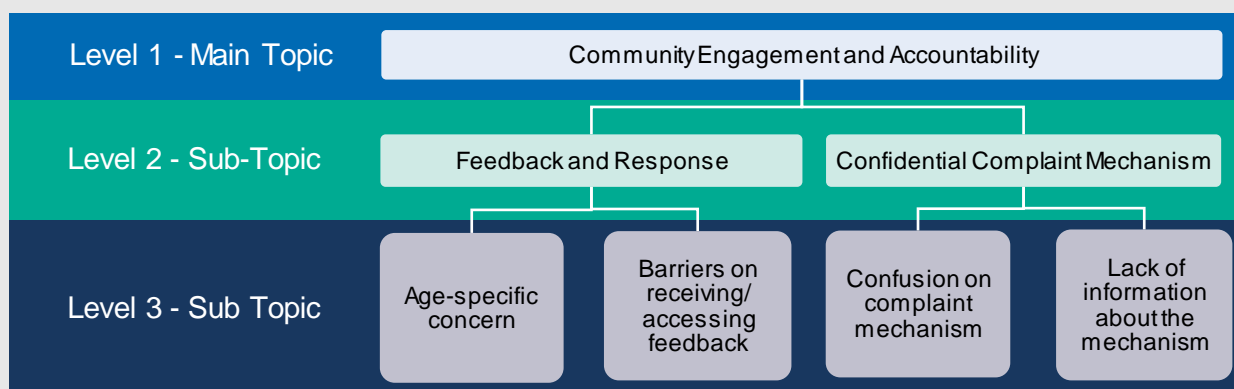 Level 1 - Main Topic
Community Engagement and Accountability
Level 2 - Sub-Topic
Feedback and Response
Confidential Complaint Mechanism
Level 3 - Sub Topic
Age-specific
concern
Barriers on
receiving/
accessing
feedback
Confusion on
complaint
mechanism
Lack of
information
about the
mechanism